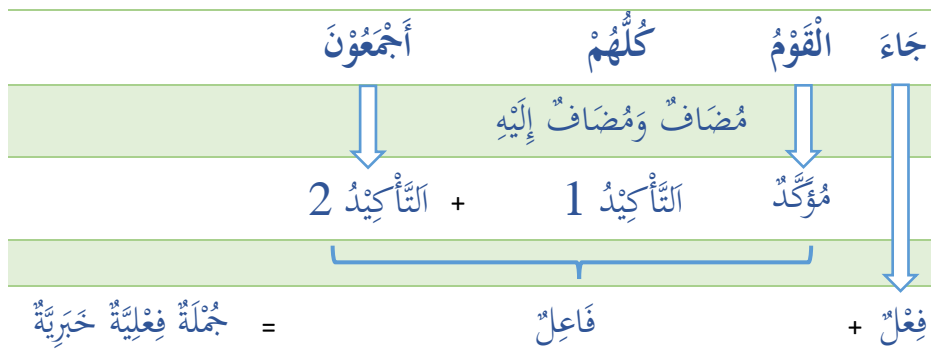 جَاءَ الْقَوْمُ كُلُّهُمْ أَجْمَعُوْنَ
مُضَافٌ وَمُضَافٌ إِلَيْهِ
مُؤَكَّدٌ اَلتَّأْكِيْدُ 1 + اَلتَّأْكِيْدُ 2
فِعْلٌ + فَاعِلٌ = جُمْلَةٌ فِعْلِيَّةٌ خَبَرِيَّةٌ